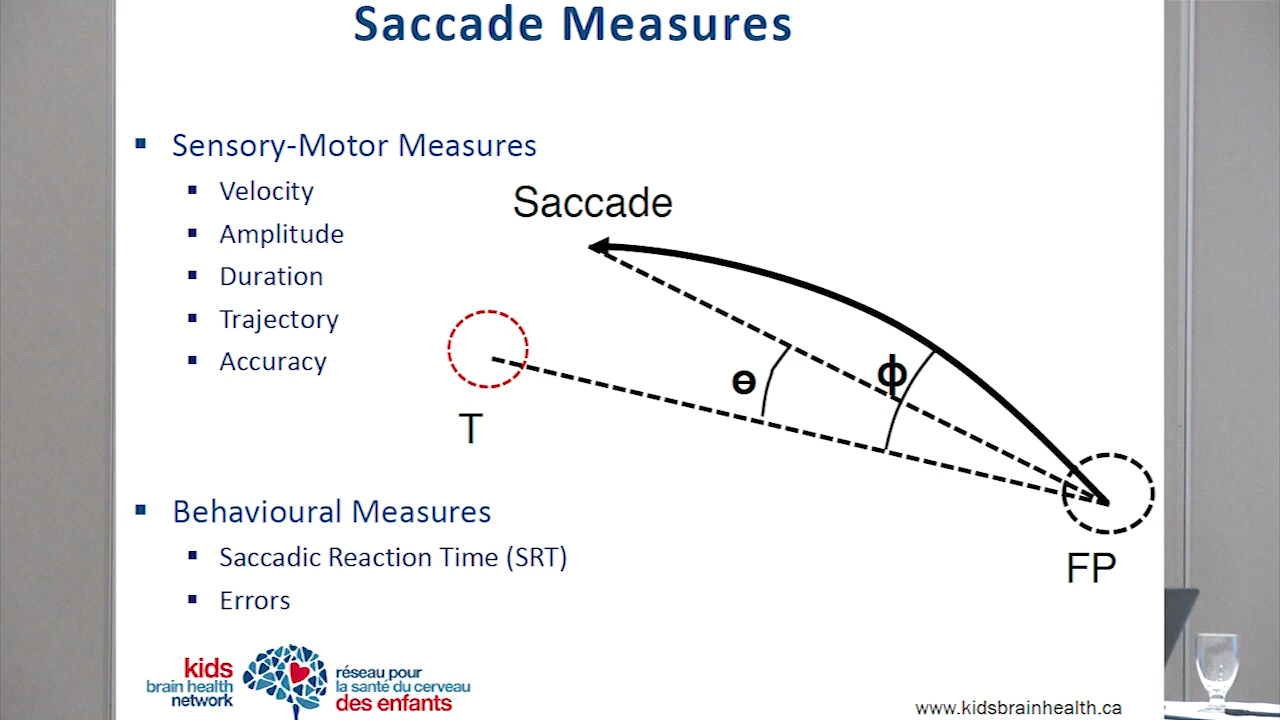 Saccade Measures
Sensory-Motor Measures
Velocity
Amplitude
Duration
Trajectory
Accuracy
Saccade
ɵ
ϕ
T
FP
Behavioural Measures
Saccadic Reaction Time (SRT)
Errors
kids
brain health
network
réseau pour
la santé du cerveau
des enfants
www.kidsbrainhealth.ca